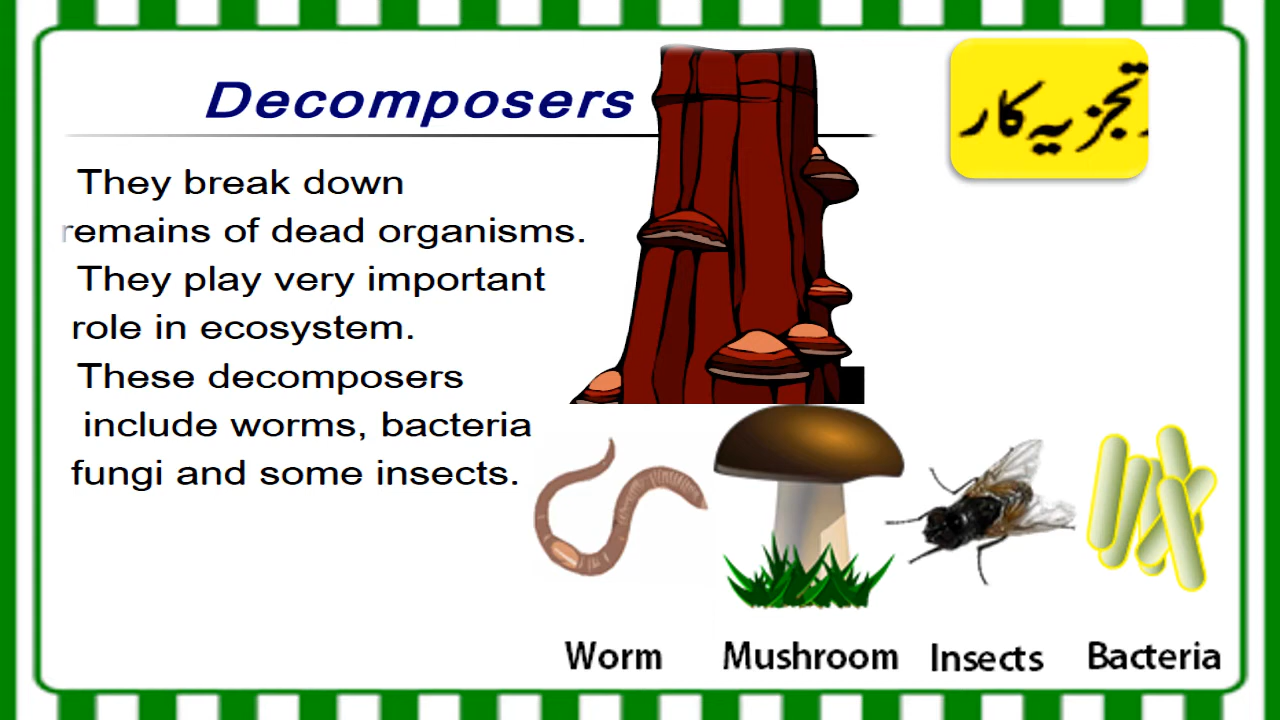 Decomposers
تجزیہ کار
They break down
remains of dead organisms.
They play very important
role in ecosystem.
These decomposers
include worms, bacteria
fungi and some insects.
Worm
Mushroom
Insects
Bacteria